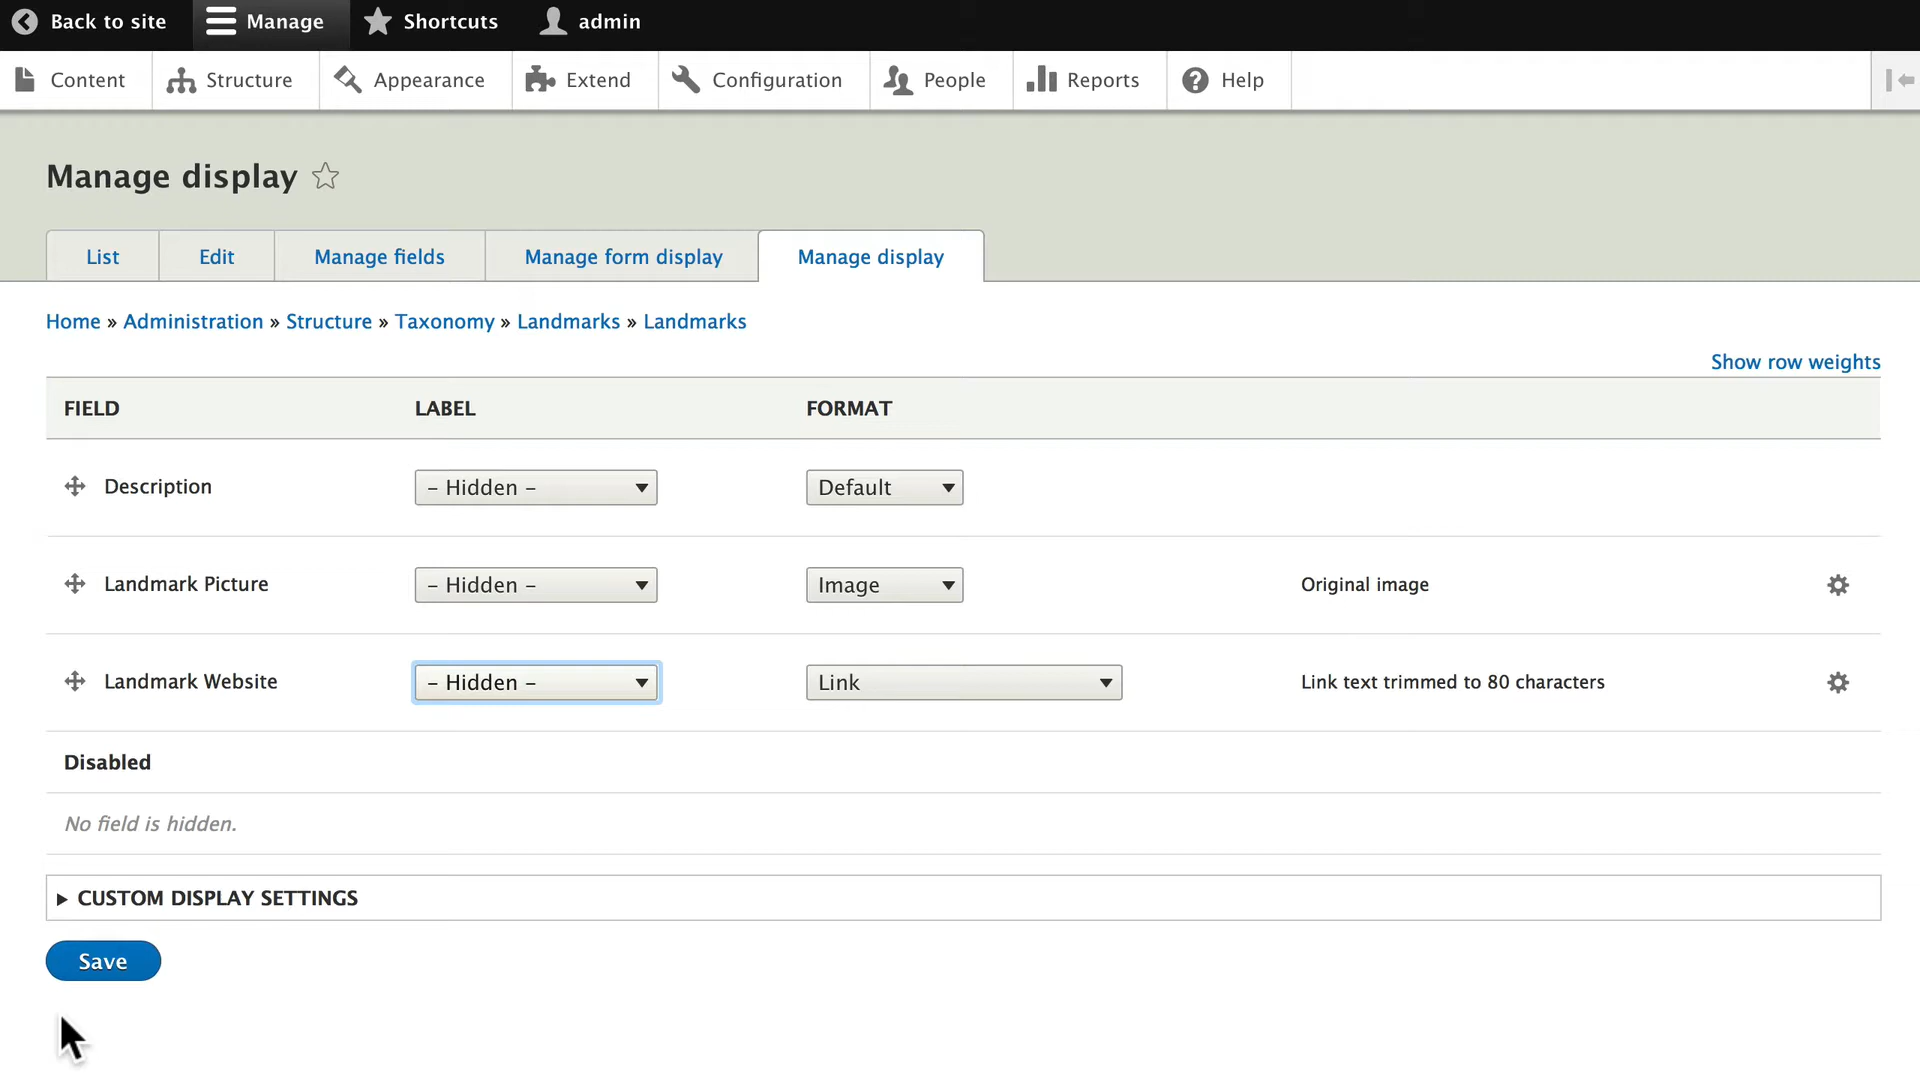 Back to site Manage Shortcuts admin
Content Structure Appearance Extend Configuration People Reports Help
Manage display
List Edit Manage fields Manage form display Manage display
Home » Administration » Structure » Taxonomy » Landmarks » Landmarks
Show row weights
FIELD LABEL FORMAT
Description - Hidden - Default
Landmark Picture - Hidden - Image Original image
Landmark Website - Hidden - Link Link text trimmed to 80 characters
Disabled
No field is hidden.
CUSTOM DISPLAY SETTINGS
Save